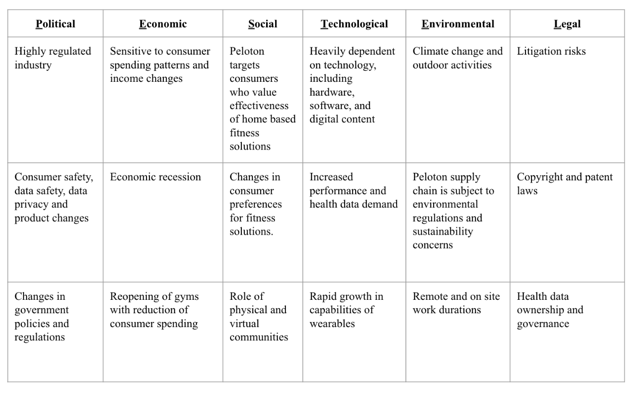 Political Economic Social Technological Environmental Legal
Highly regulated
industry
Sensitive to consumer
spending patterns and
income changes
Peloton
targets
consumers
who value
effectiveness
of home based
fitness
solutions
Heavily dependent
on technology,
including
hardware,
software, and
digital content
Climate change and
outdoor activities
Litigation risks
Consumer safety,
data safety, data
privacy and
product changes
Economic recession
Changes in
consumer
preferences
for fitness
solutions.
Increased
performance and
health data demand
Peloton supply
chain is subject to
environmental
regulations and
sustainability
concerns
Copyright and patent
laws
Changes in
government
policies and
regulations
Reopening of gyms
with reduction of
consumer spending
Role of
physical and
virtual
communities
Rapid growth in
capabilities of
wearables
Remote and on site
work durations
Health data
ownership and
governance